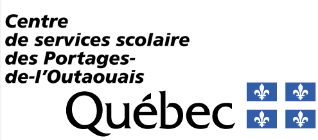 Centre
de services scolaire
des Portages-
de-l'Outaouais
Québec